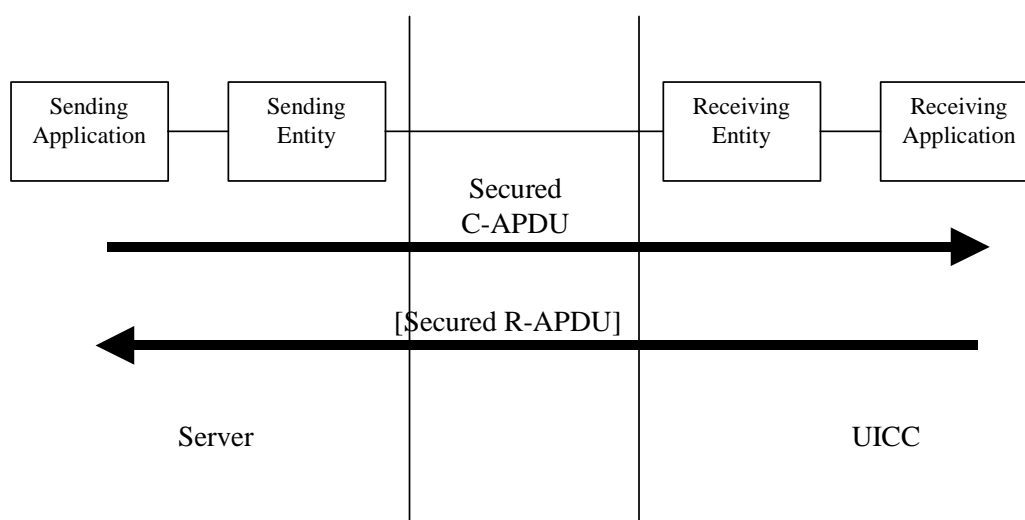 Sending
Application
Sending
Entity
Receiving
Entity
Receiving
Application
Secured
C-APDU
[Secured R-APDU]
Server
UICC